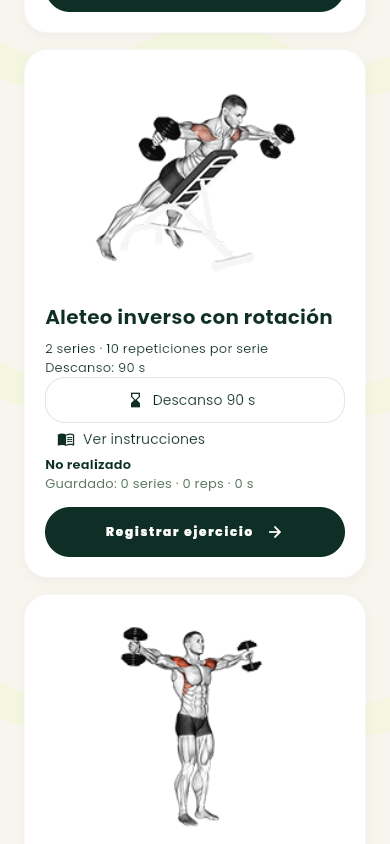 Aleteo inverso con rotación
2 series · 10 repeticiones por serie
Descanso: 90 s
Descanso 90 s
Ver instrucciones
No realizado
Guardado: 0 series · 0 reps · 0 s
Registrar ejercicio